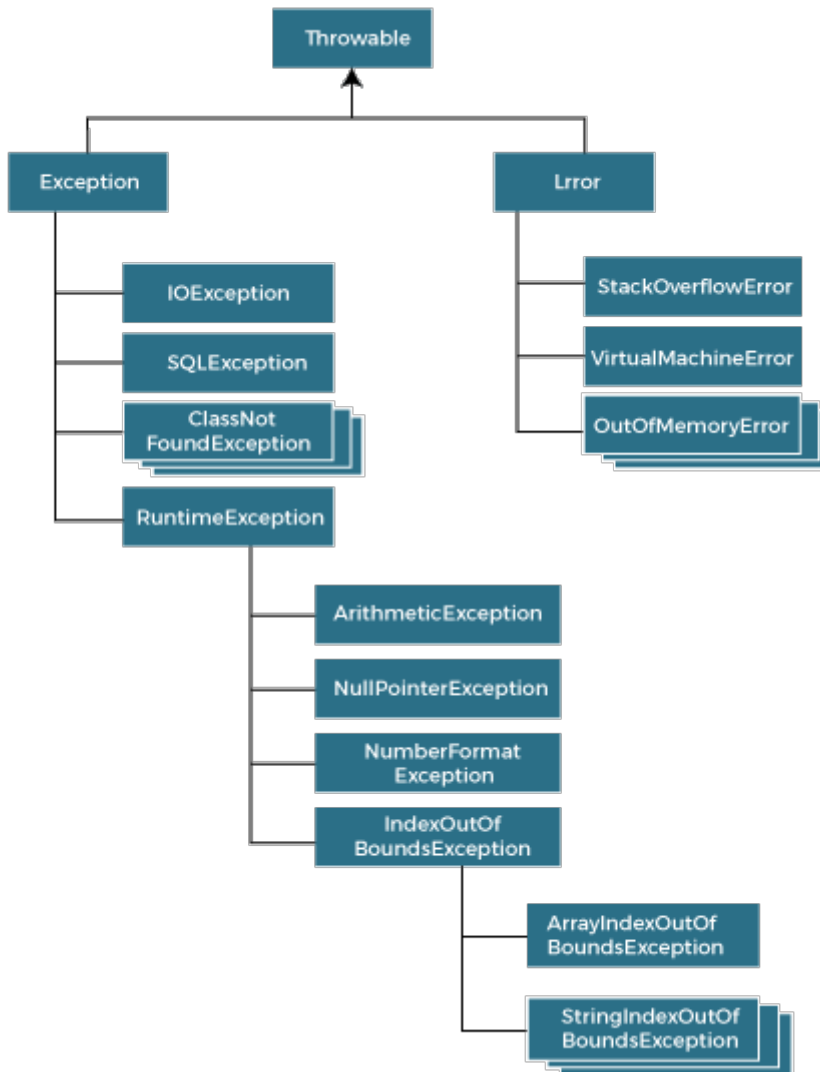 Throwable
Exception
Lrror
IOException
SQLException
ClassNot
FoundException
RuntimeException
StackOverflowError
VirtualMachineError
OutOfMemoryError
ArithmeticException
NullPointerException
NumberFormat
Exception
IndexOutOf
BoundsException
ArrayIndexOutOf
BoundsException
StringIndexOutOf
BoundsException